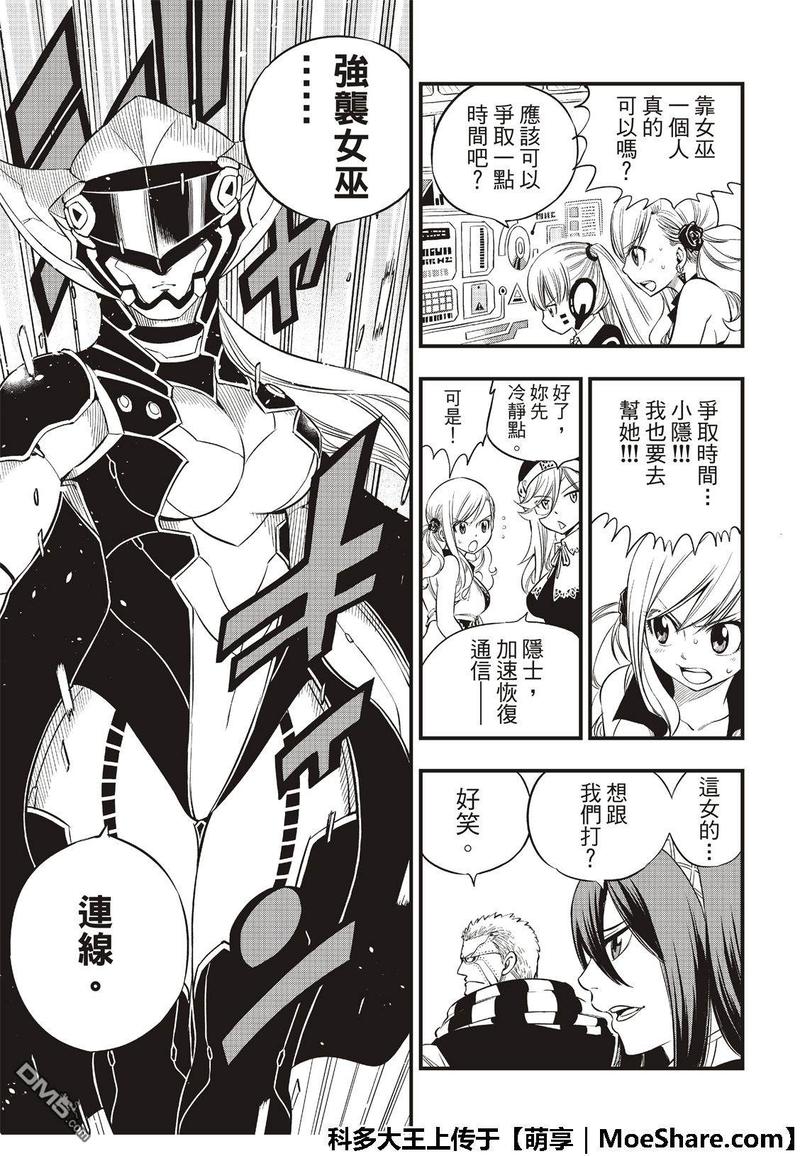 靠女巫
一個人
真的
可以嗎？
應該可以
爭取一點
時間吧？
爭取時間…
小隱!!!
我也要去
幫她!!!
好了，
妳先
冷靜點。
可是！
隱士，
加速恢復
通信——
這女的…
想跟
我們打？
好笑。
強襲女巫
……
連線。
科多大王上传于【萌享｜MoeShare.com】